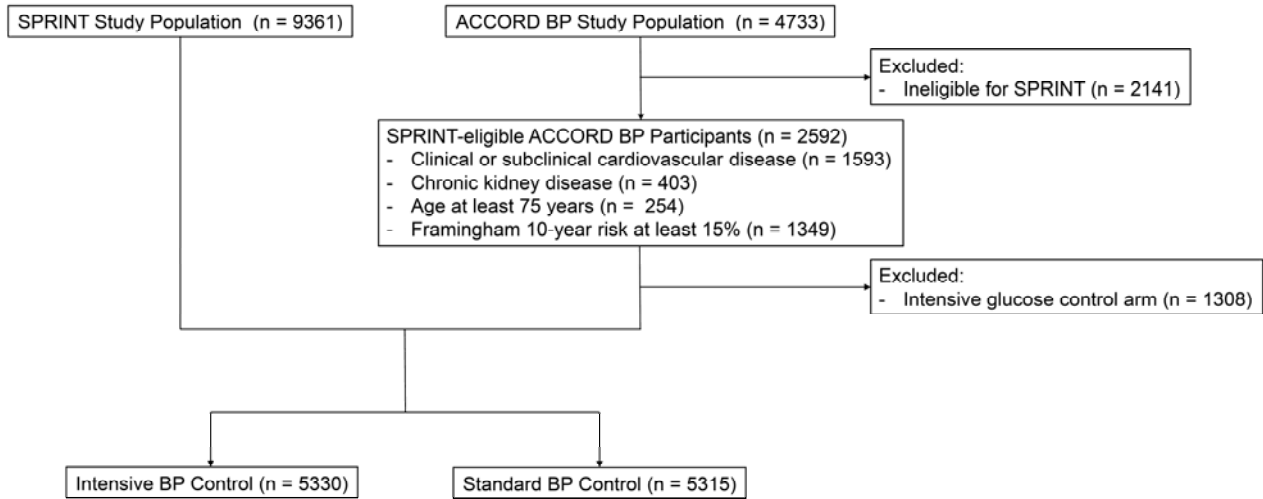 SPRINT Study Population (n = 9361)
ACCORD BP Study Population (n = 4733)
Excluded:
- Ineligible for SPRINT (n = 2141)
SPRINT-eligible ACCORD BP Participants (n = 2592)
- Clinical or subclinical cardiovascular disease (n = 1593)
- Chronic kidney disease (n = 403)
- Age at least 75 years (n = 254)
- Framingham 10-year risk at least 15% (n = 1349)
Excluded:
- Intensive glucose control arm (n = 1308)
Intensive BP Control (n = 5330)
Standard BP Control (n = 5315)